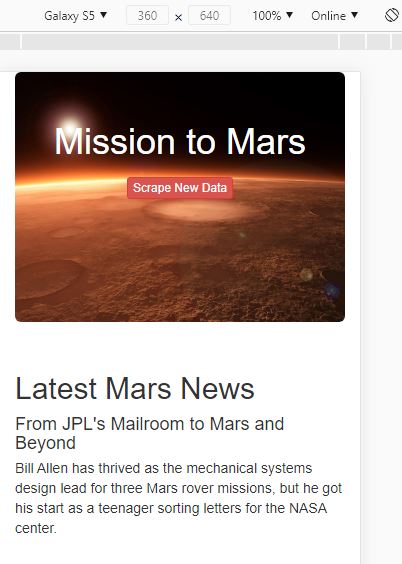 Galaxy S5 ▼ 360 × 640 100% ▼ Online ▼
Mission to Mars
Scrape New Data
Latest Mars News
From JPL's Mailroom to Mars and
Beyond
Bill Allen has thrived as the mechanical systems
design lead for three Mars rover missions, but he got
his start as a teenager sorting letters for the NASA
center.